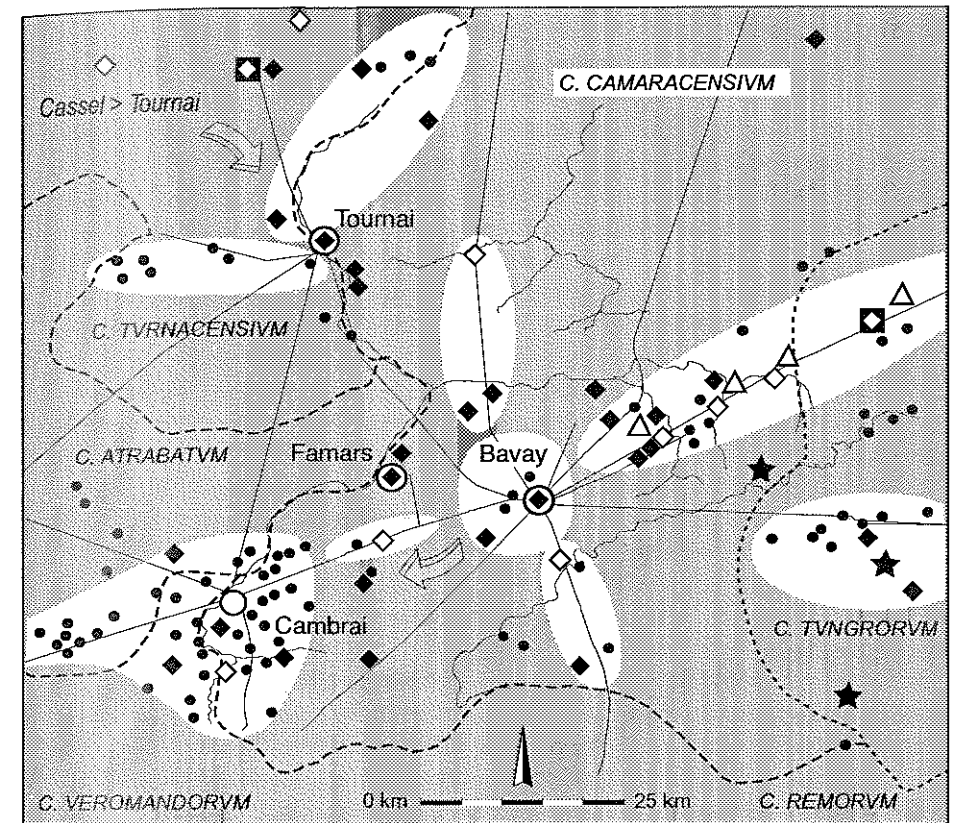 C. CAMARACENSIVM
Cassel > Tournai
Tournai
C. TVRNACENSIVM
C. ATRABATVM
Famars
Bavay
Cambrai
C. TVNGRORVM
C. VEROMANDORVM
0 km
25 km
C. REMORVM